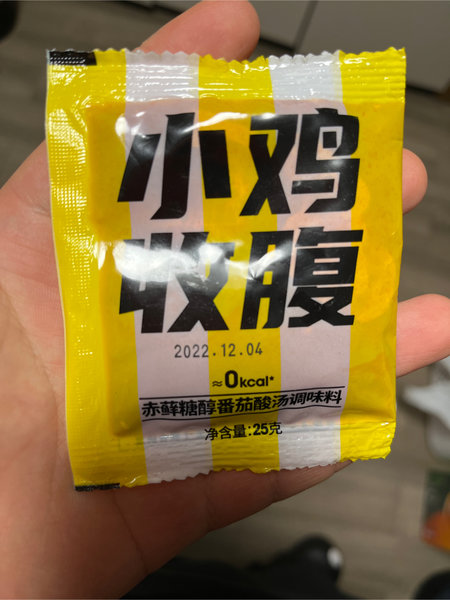 小鸡
收腹
2022.12.04
≈0kcal*
赤藓糖醇番茄酸汤调味料
净含量:25克